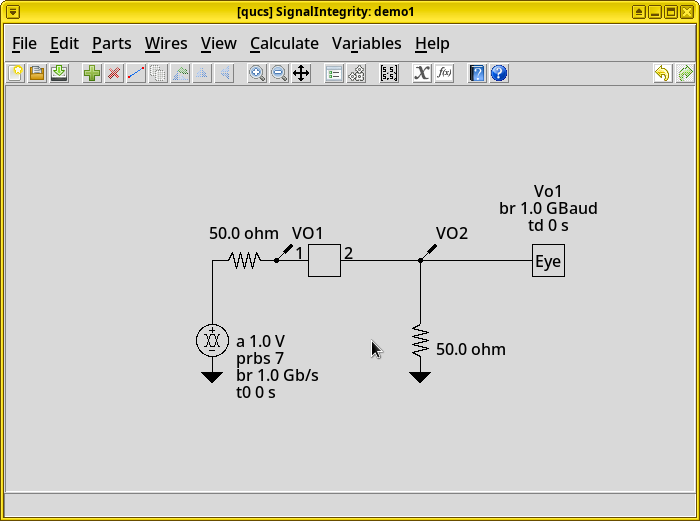 [qucs] SignalIntegrity: demo1
File Edit Parts Wires View Calculate Variables Help
X f(x) ? ?
Vo1
br 1.0 GBaud
td 0 s
50.0 ohm VO1 VO2
1 2
Eye
a 1.0 V
prbs 7
br 1.0 Gb/s
t0 0 s
50.0 ohm